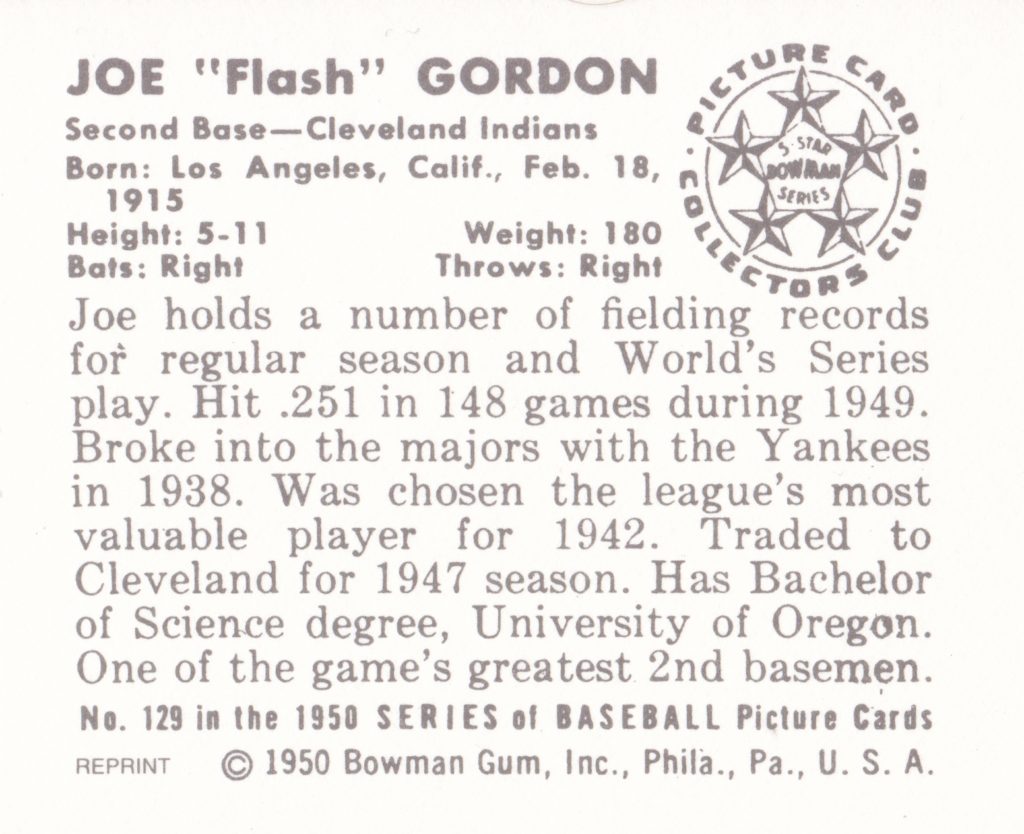 JOE "Flash" GORDON
Second Base—Cleveland Indians
Born: Los Angeles, Calif., Feb. 18,
1915
Height: 5-11 Weight: 180
Bats: Right Throws: Right
· PICTURE CARD ·
COLLECTORS CLUB
5-STAR
BOWMAN
SERIES
Joe holds a number of fielding records
for regular season and World's Series
play. Hit .251 in 148 games during 1949.
Broke into the majors with the Yankees
in 1938. Was chosen the league's most
valuable player for 1942. Traded to
Cleveland for 1947 season. Has Bachelor
of Science degree, University of Oregon.
One of the game's greatest 2nd basemen.
No. 129 in the 1950 SERIES of BASEBALL Picture Cards
REPRINT © 1950 Bowman Gum, Inc., Phila., Pa., U. S. A.